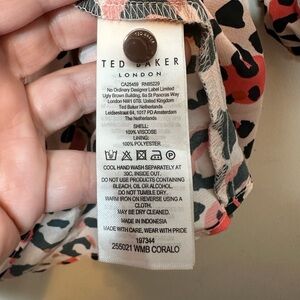 TED BAKER
LONDON
CA25459 RN85229
No Ordinary Designer Label Limited
Ugly Brown Building, 6a St Pancras Way
London NW1 0TB. United Kingdom
Ted Baker Netherlands
Leidsestraat 64, 1017 PD Amsterdam
The Netherlands
SHELL:
100% VISCOSE
LINING:
100% POLYESTER
COOL HAND WASH SEPARATELY AT
30C. INSIDE OUT.
DO NOT USE PRODUCTS CONTAINING
BLEACH, OIL OR ALCOHOL.
DO NOT TUMBLE DRY.
WARM IRON ON REVERSE USING A
CLOTH.
MAY BE DRY CLEANED.
MADE IN INDONESIA
MADE WITH CARE, WEAR WITH PRIDE
197344
255021 WMB CORALO